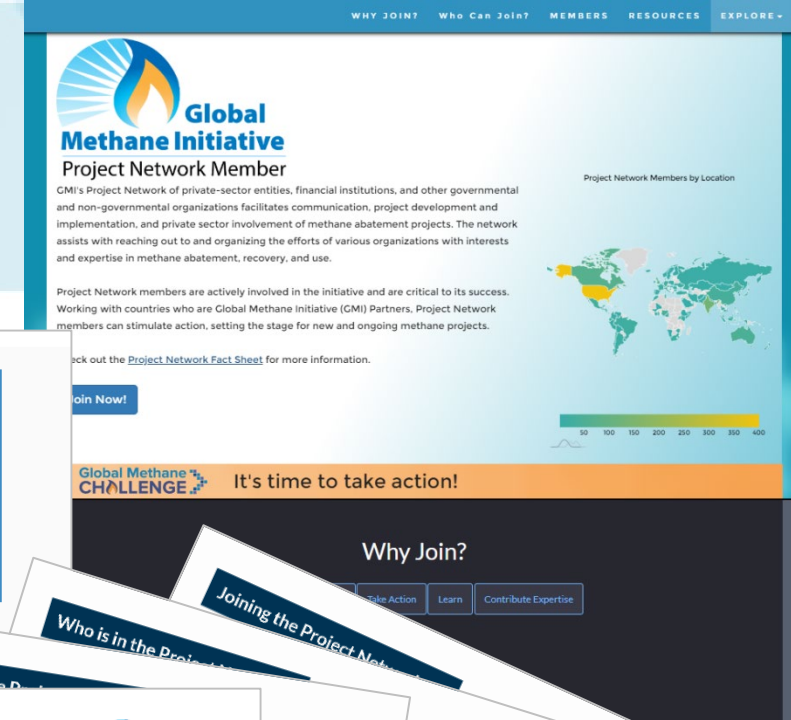 WHY JOIN? Who Can Join? MEMBERS RESOURCES EXPLORE
Global
Methane Initiative
Project Network Member
GMI's Project Network of private-sector entities, financial institutions, and other governmental
and non-governmental organizations facilitates communication, project development and
implementation, and private sector involvement of methane abatement projects. The network
assists with reaching out to and organizing the efforts of various organizations with interests
and expertise in methane abatement, recovery, and use.
Project Network members are actively involved in the initiative and are critical to its success.
Working with countries who are Global Methane Initiative (GMI) Partners, Project Network
members can stimulate action, setting the stage for new and ongoing methane projects.
out the Project Network Fact Sheet for more information.
Join Now!
Project Network Members by Location
50 100 150 200 250 300 350 400
Global Methane
CHALLENGE
It's time to take action!
Why Join?
Take Action Learn Contribute Expertise
Joining the Project
Who is in the